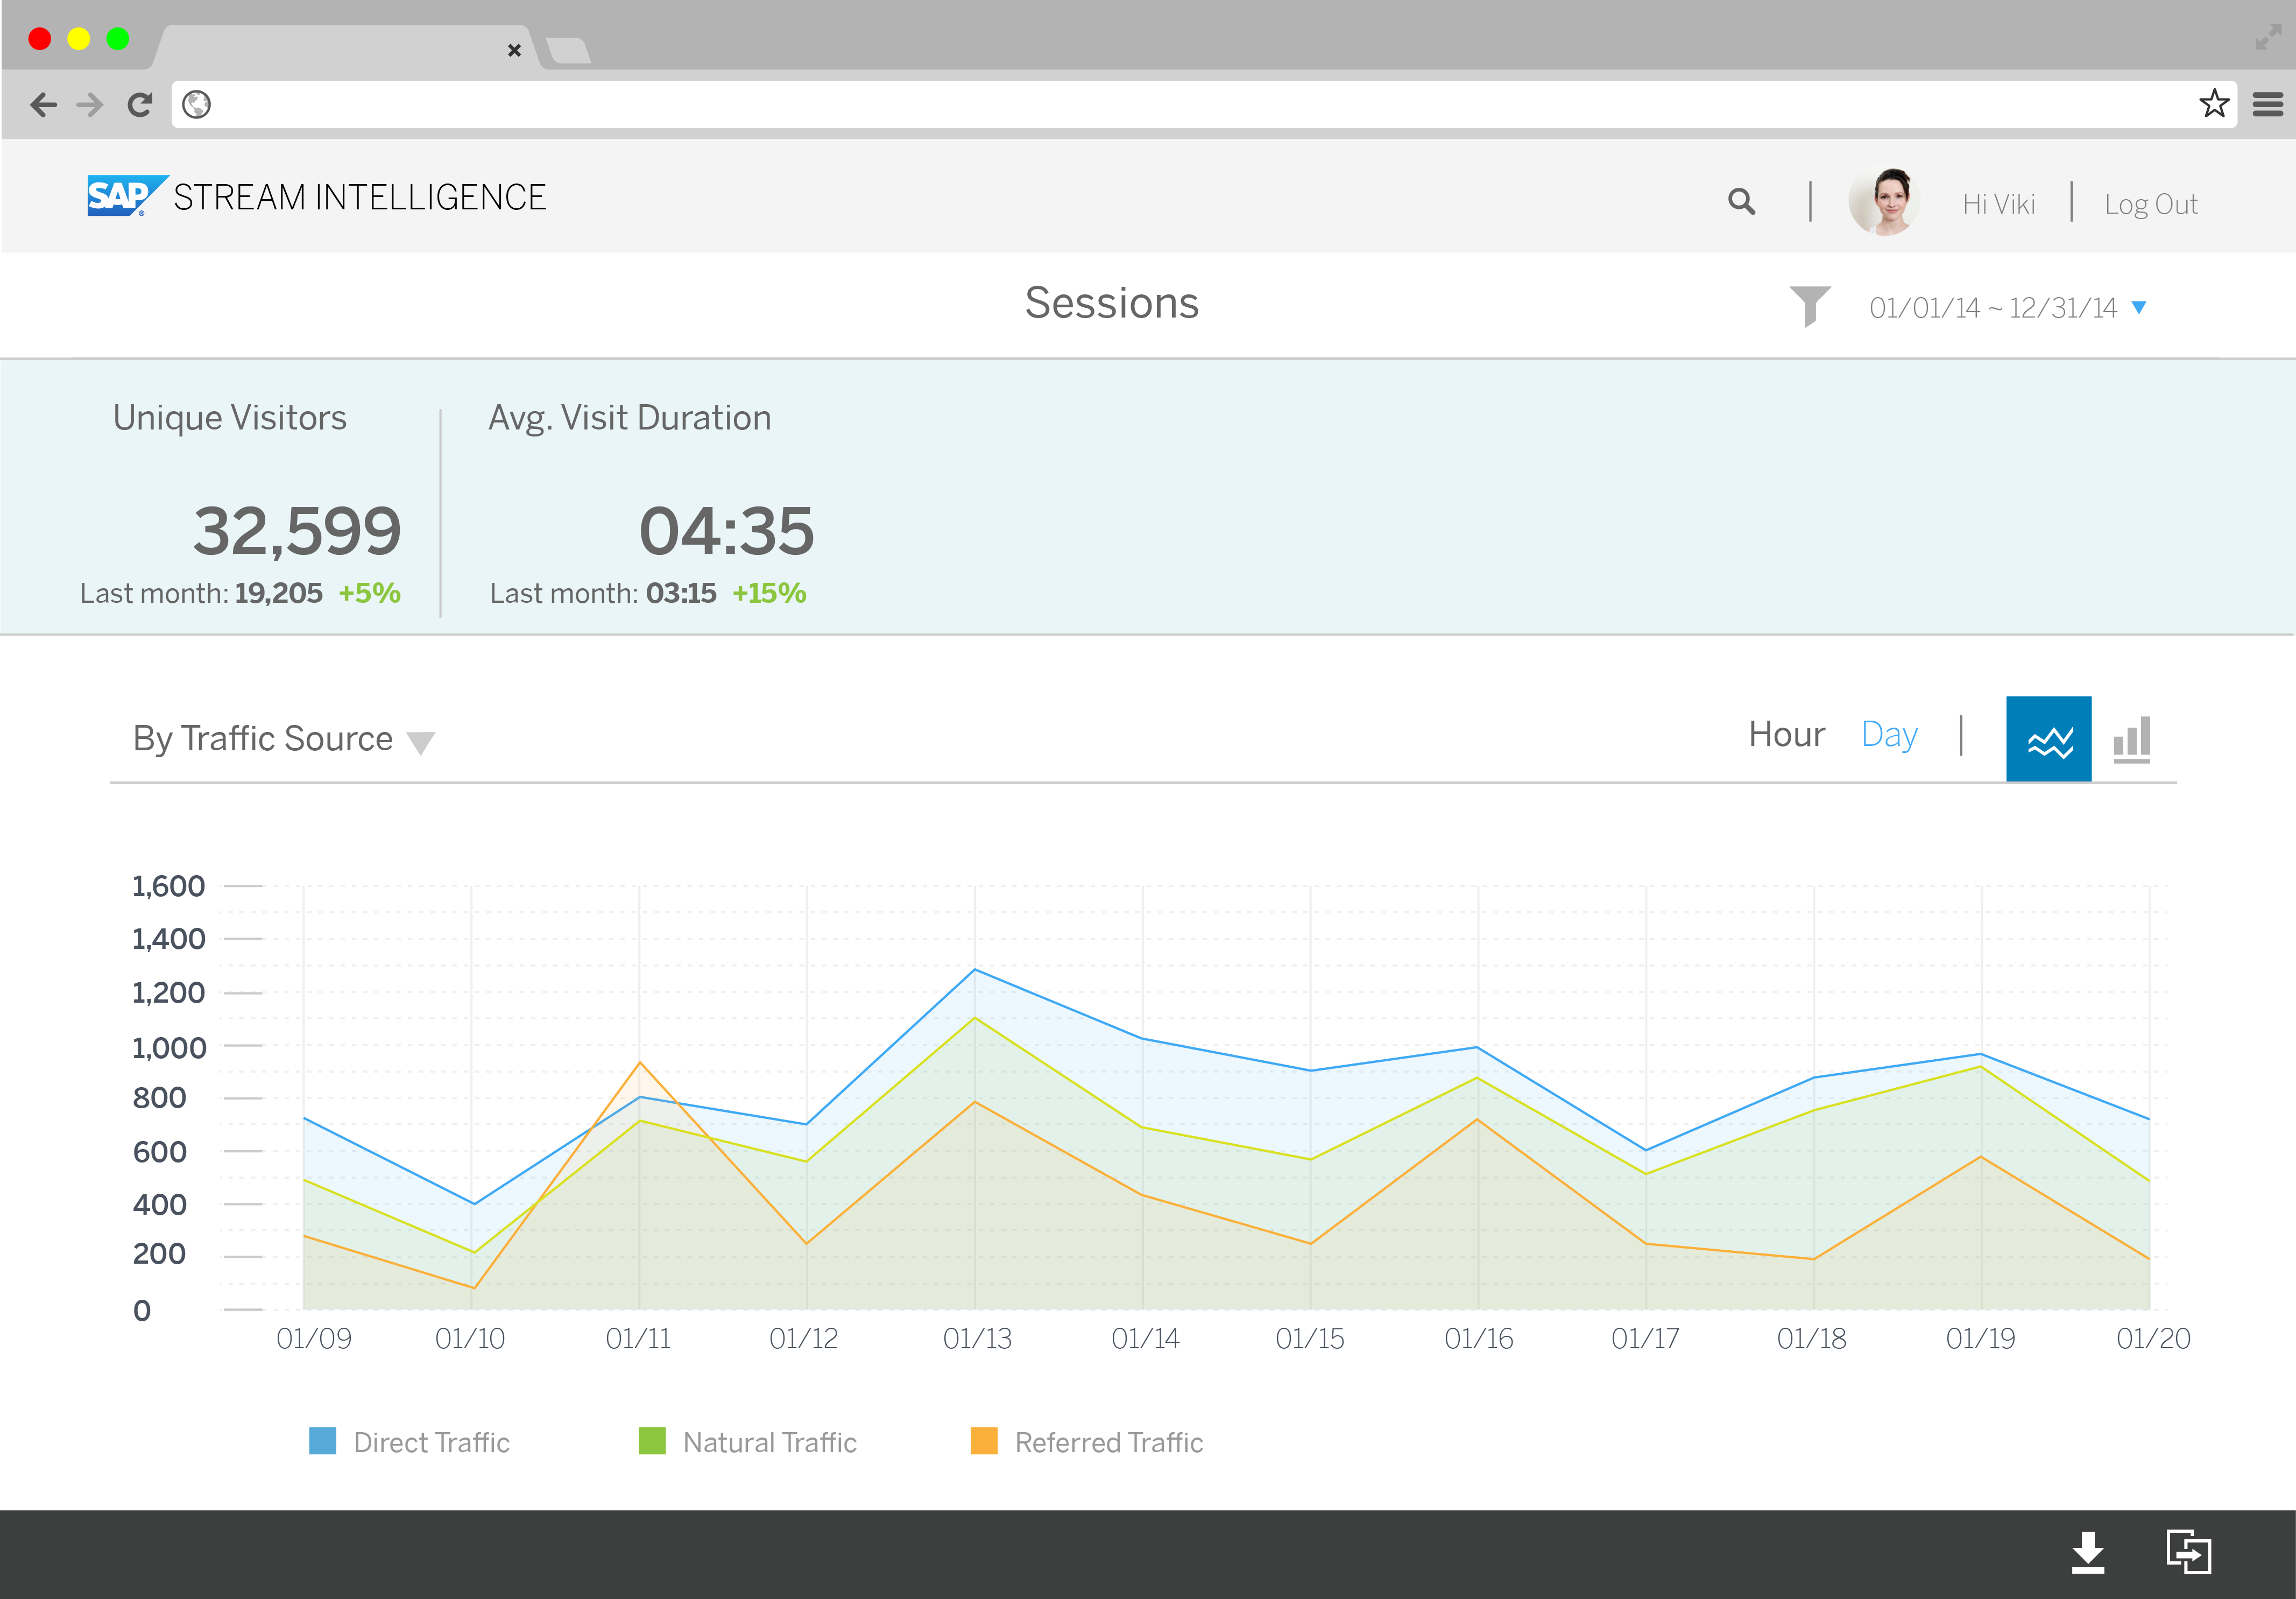 SAP STREAM INTELLIGENCE
Hi Viki
Log Out
Sessions
01/01/14 ~ 12/31/14
Unique Visitors
Avg. Visit Duration
32,599
04:35
Last month: 19,205 +5%
Last month: 03:15 +15%
By Traffic Source
Hour Day
1,600
1,400
1,200
1,000
800
600
400
200
0
01/09 01/10 01/11 01/12 01/13 01/14 01/15 01/16 01/17 01/18 01/19 01/20
Direct Traffic
Natural Traffic
Referred Traffic